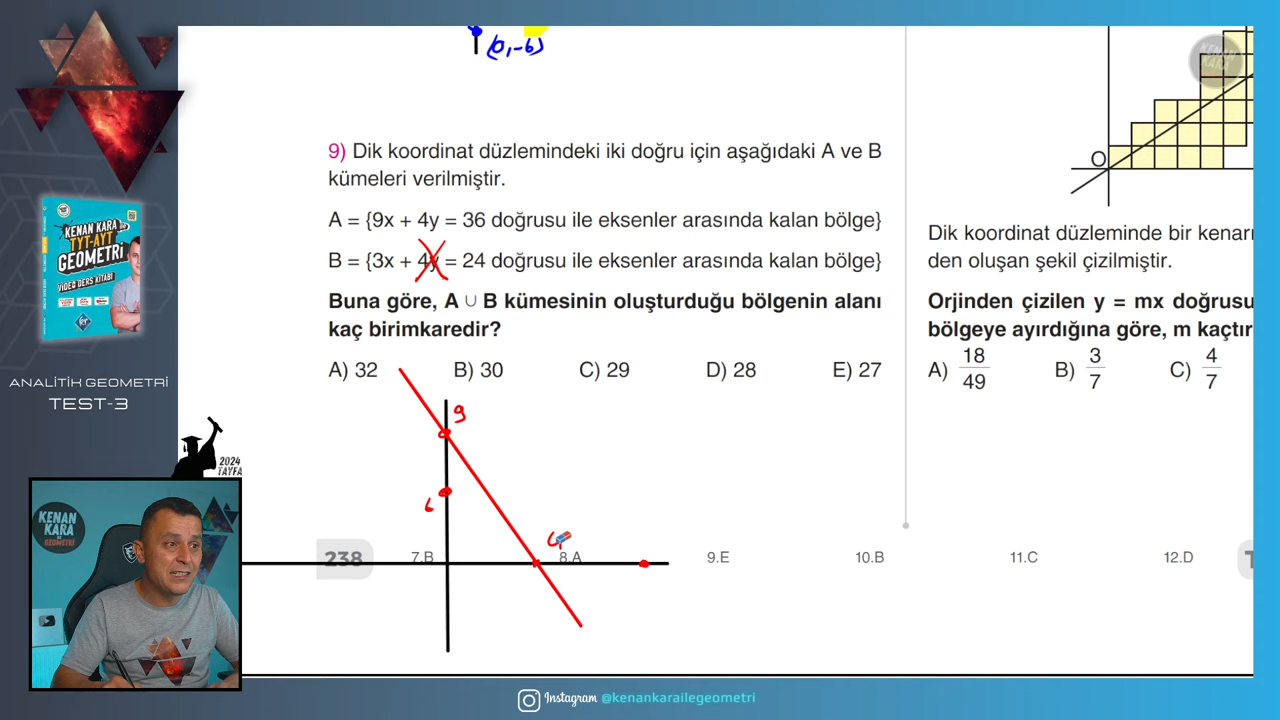 (0,-6)
KENAN
KARA
9) Dik koordinat düzlemindeki iki doğru için aşağıdaki A ve B
kümeleri verilmiştir.
A = {9x + 4y = 36 doğrusu ile eksenler arasında kalan bölge}
B = {3x + 4y = 24 doğrusu ile eksenler arasında kalan bölge}
Buna göre, A ∪ B kümesinin oluşturduğu bölgenin alanı
kaç birimkaredir?
A) 32 B) 30 C) 29 D) 28 E) 27
9
6
4
238 7.B 8.A 9.E 10.B 11.C 12.D T
O
Dik koordinat düzleminde bir kenarı
den oluşan şekil çizilmiştir.
Orjinden çizilen y = mx doğrusu
bölgeye ayırdığına göre, m kaçtır
A) 18/49 B) 3/7 C) 4/7
KENAN KARA
TYT-AYT
GEOMETRİ
VİDEO DERS KİTABI
ANALİTİK GEOMETRİ
TEST-3
2024
TAYFA
KENAN
KARA
GEOMETRİ
Instagram @kenankarailegeometri